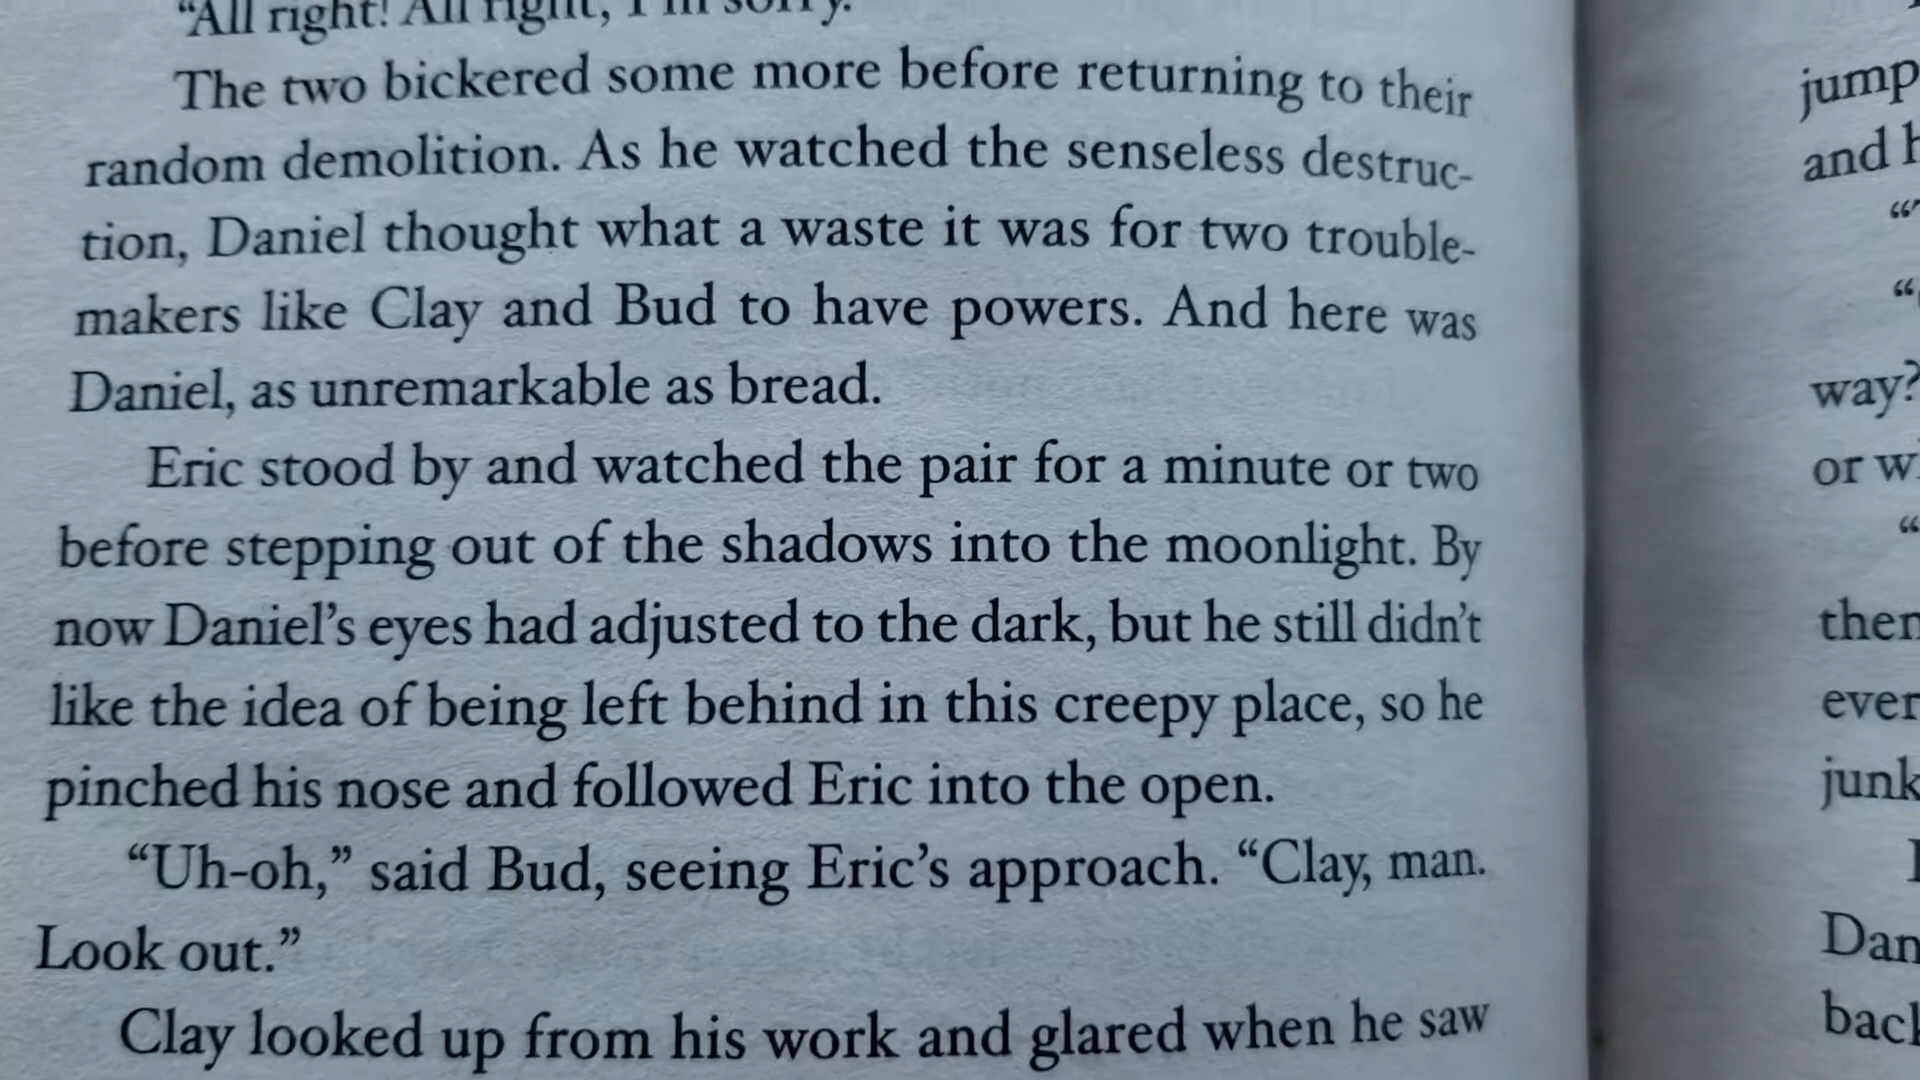 “All right! All right, I'm sorry.
The two bickered some more before returning to their
random demolition. As he watched the senseless destruc-
tion, Daniel thought what a waste it was for two trouble-
makers like Clay and Bud to have powers. And here was
Daniel, as unremarkable as bread.
Eric stood by and watched the pair for a minute or two
before stepping out of the shadows into the moonlight. By
now Daniel’s eyes had adjusted to the dark, but he still didn’t
like the idea of being left behind in this creepy place, so he
pinched his nose and followed Eric into the open.
“Uh-oh,” said Bud, seeing Eric’s approach. “Clay, man.
Look out.”
Clay looked up from his work and glared when he saw
jump
and
way?
or
then
ever
junk
Dan
back